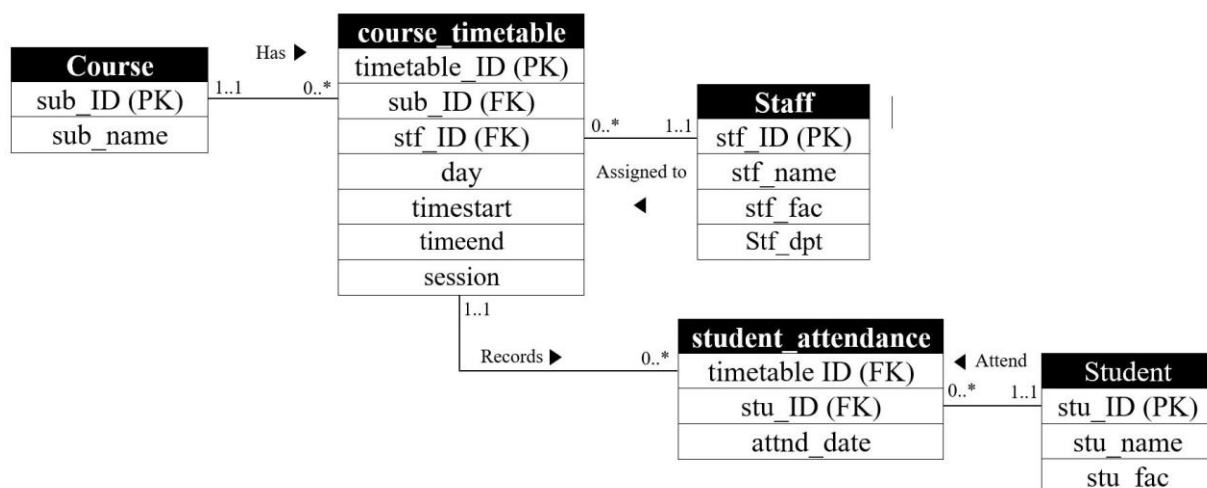 Course
sub_ID (PK)
sub_name
Has ▶
1..1
0..*
course_timetable
timetable_ID (PK)
sub_ID (FK)
stf_ID (FK)
day
timestart
timeend
session
0..*
1..1
Assigned to
◀
Staff
stf_ID (PK)
stf_name
stf_fac
Stf_dpt
1..1
Records ▶
0..*
student_attendance
timetable ID (FK)
stu_ID (FK)
attnd_date
◀ Attend
0..*
1..1
Student
stu_ID (PK)
stu_name
stu_fac